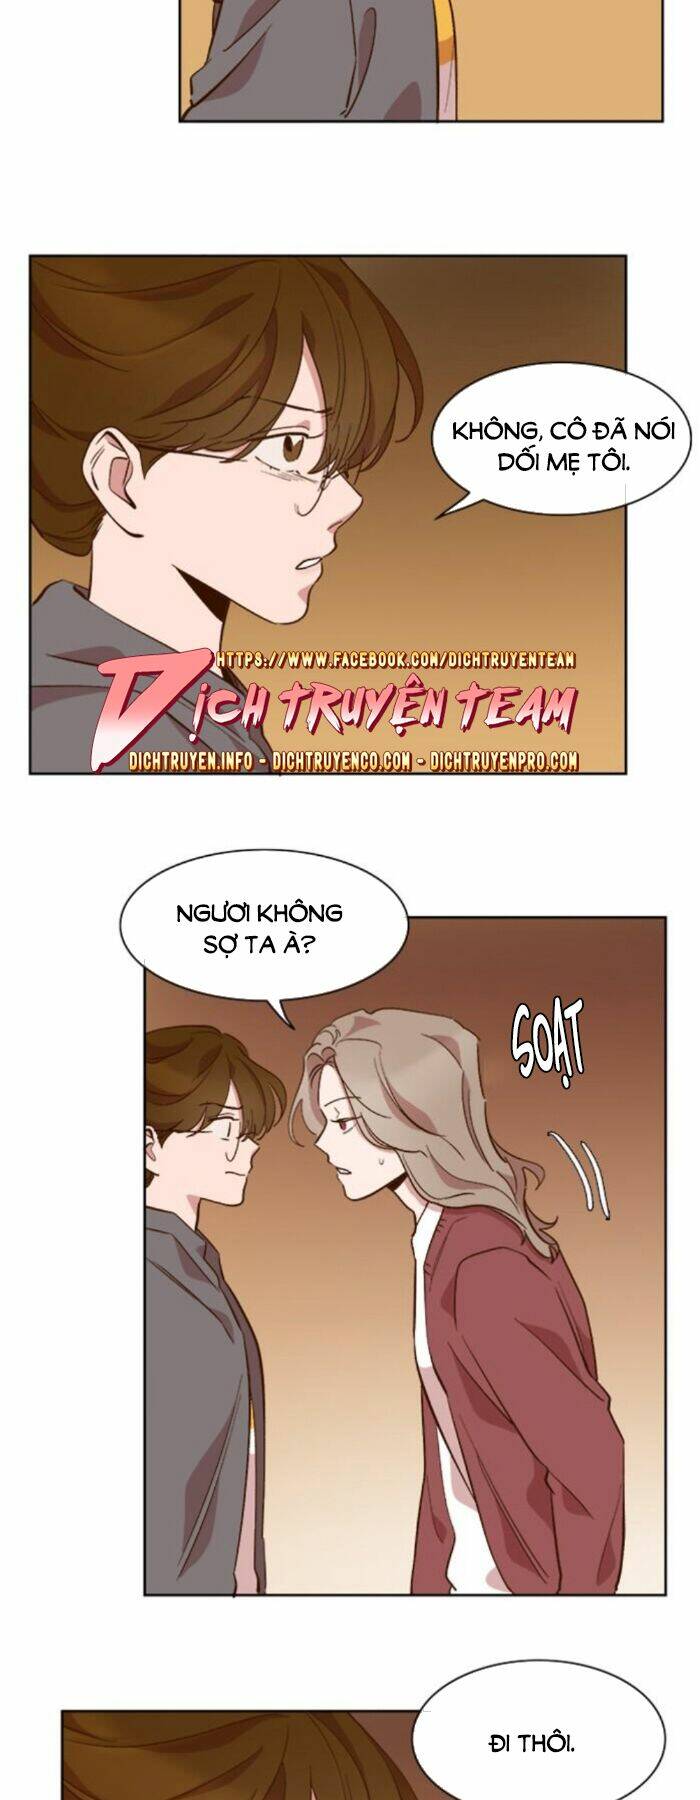 KHÔNG, CÔ ĐÃ NÓI
DỐI MẸ TÔI.
HTTPS://WWW.FACEBOOK.COM/DICHTRUYENTEAM
DỊCH TRUYỆN TEAM
DICHTRUYEN.INFO - DICHTRUYENCO.COM - DICHTRUYENPRO.COM
NGƯƠI KHÔNG
SỢ TA À?
SOẠT
ĐI THÔI.